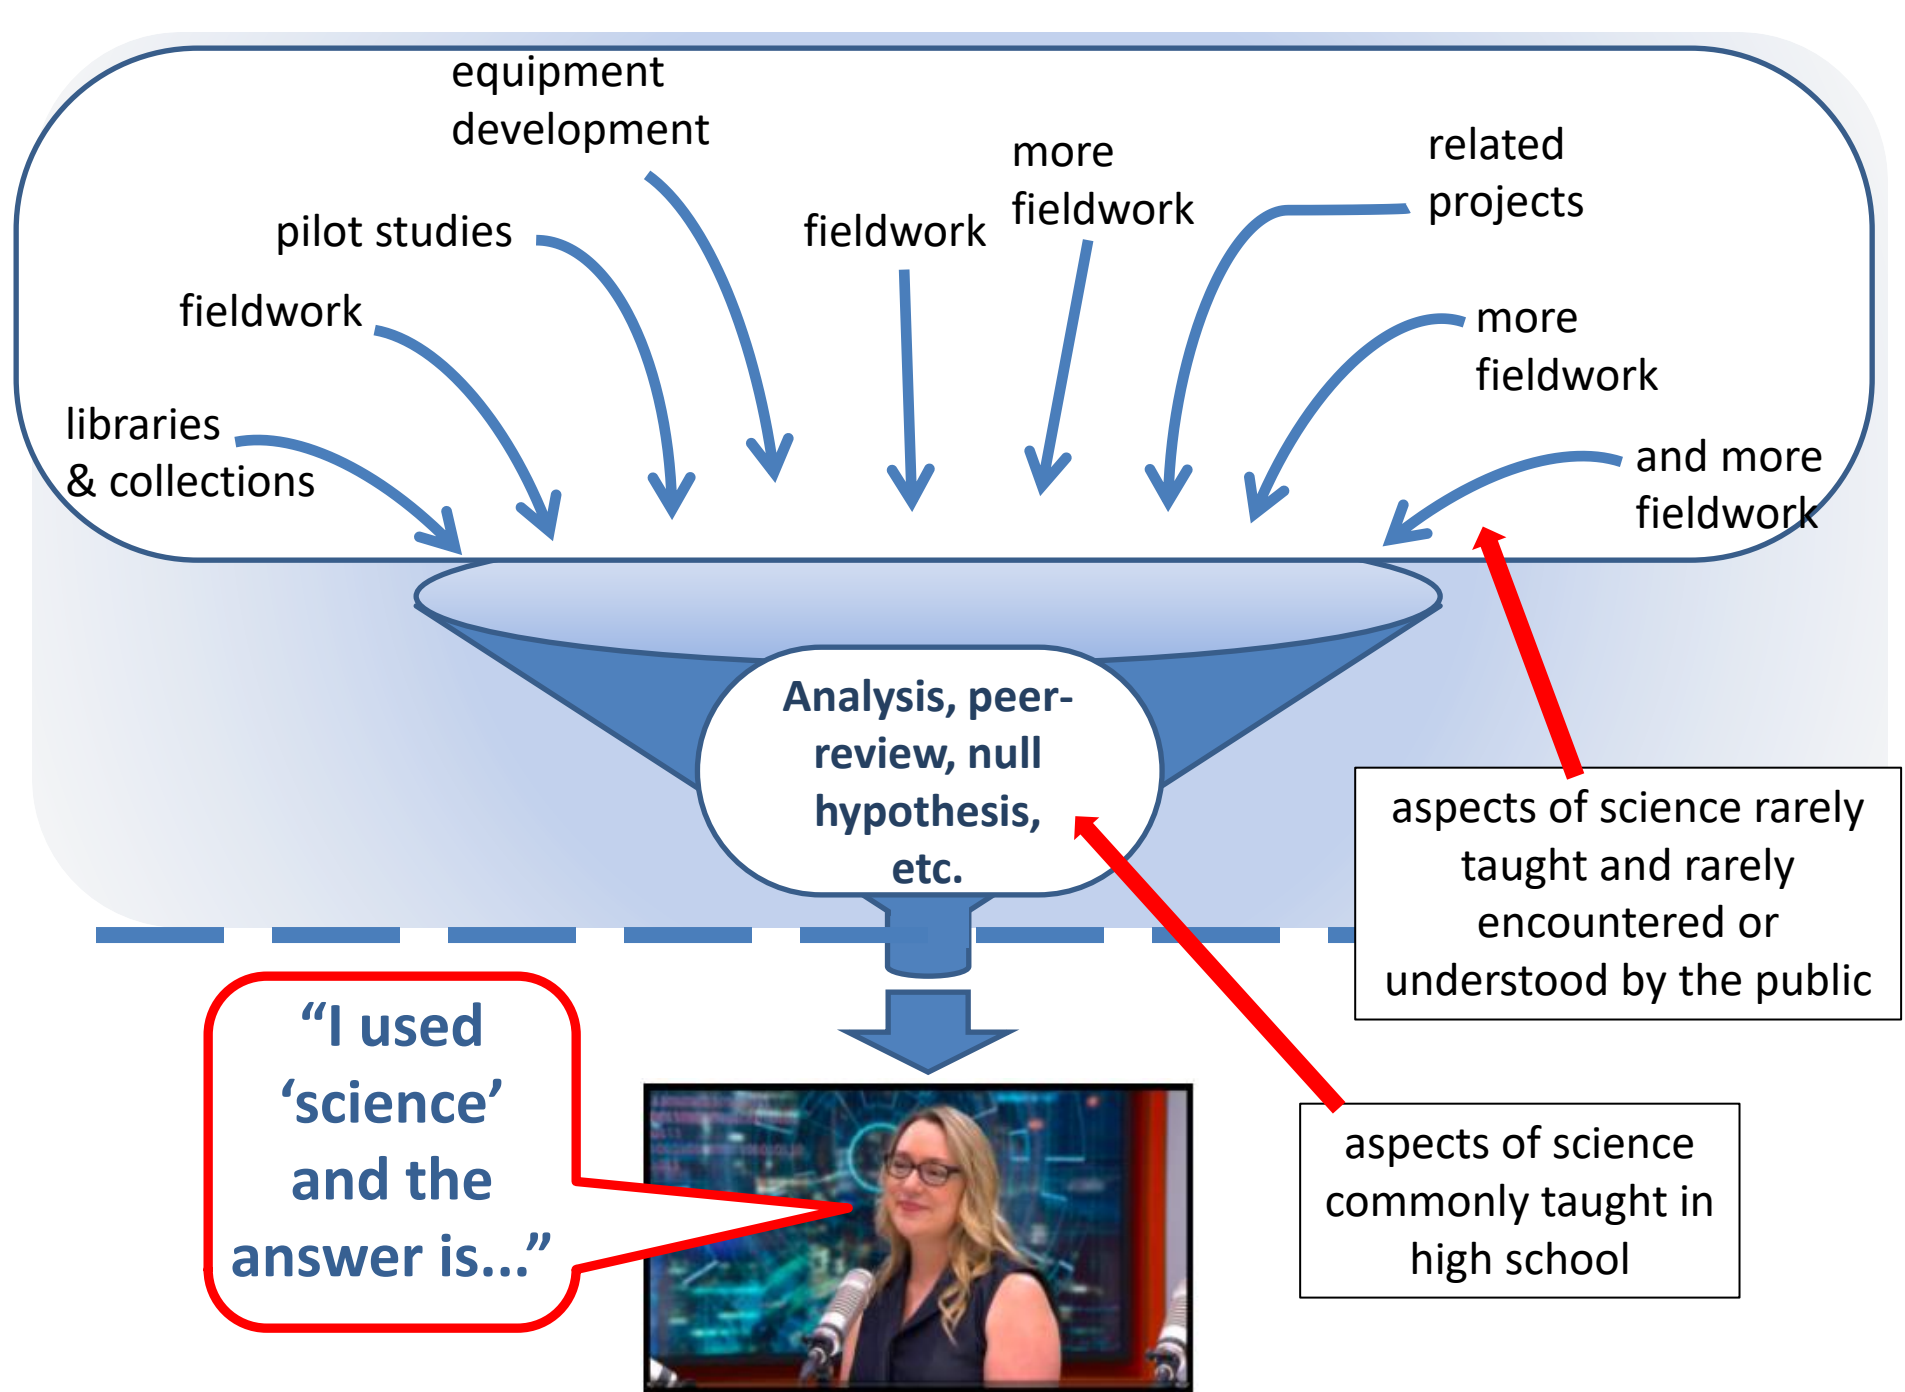 equipment
development
more
fieldwork
related
projects
pilot studies
fieldwork
fieldwork
more
fieldwork
libraries
& collections
and more
fieldwork
Analysis, peer-
review, null
hypothesis,
etc.
aspects of science rarely
taught and rarely
encountered or
understood by the public
“I used
‘science’
and the
answer is...”
aspects of science
commonly taught in
high school